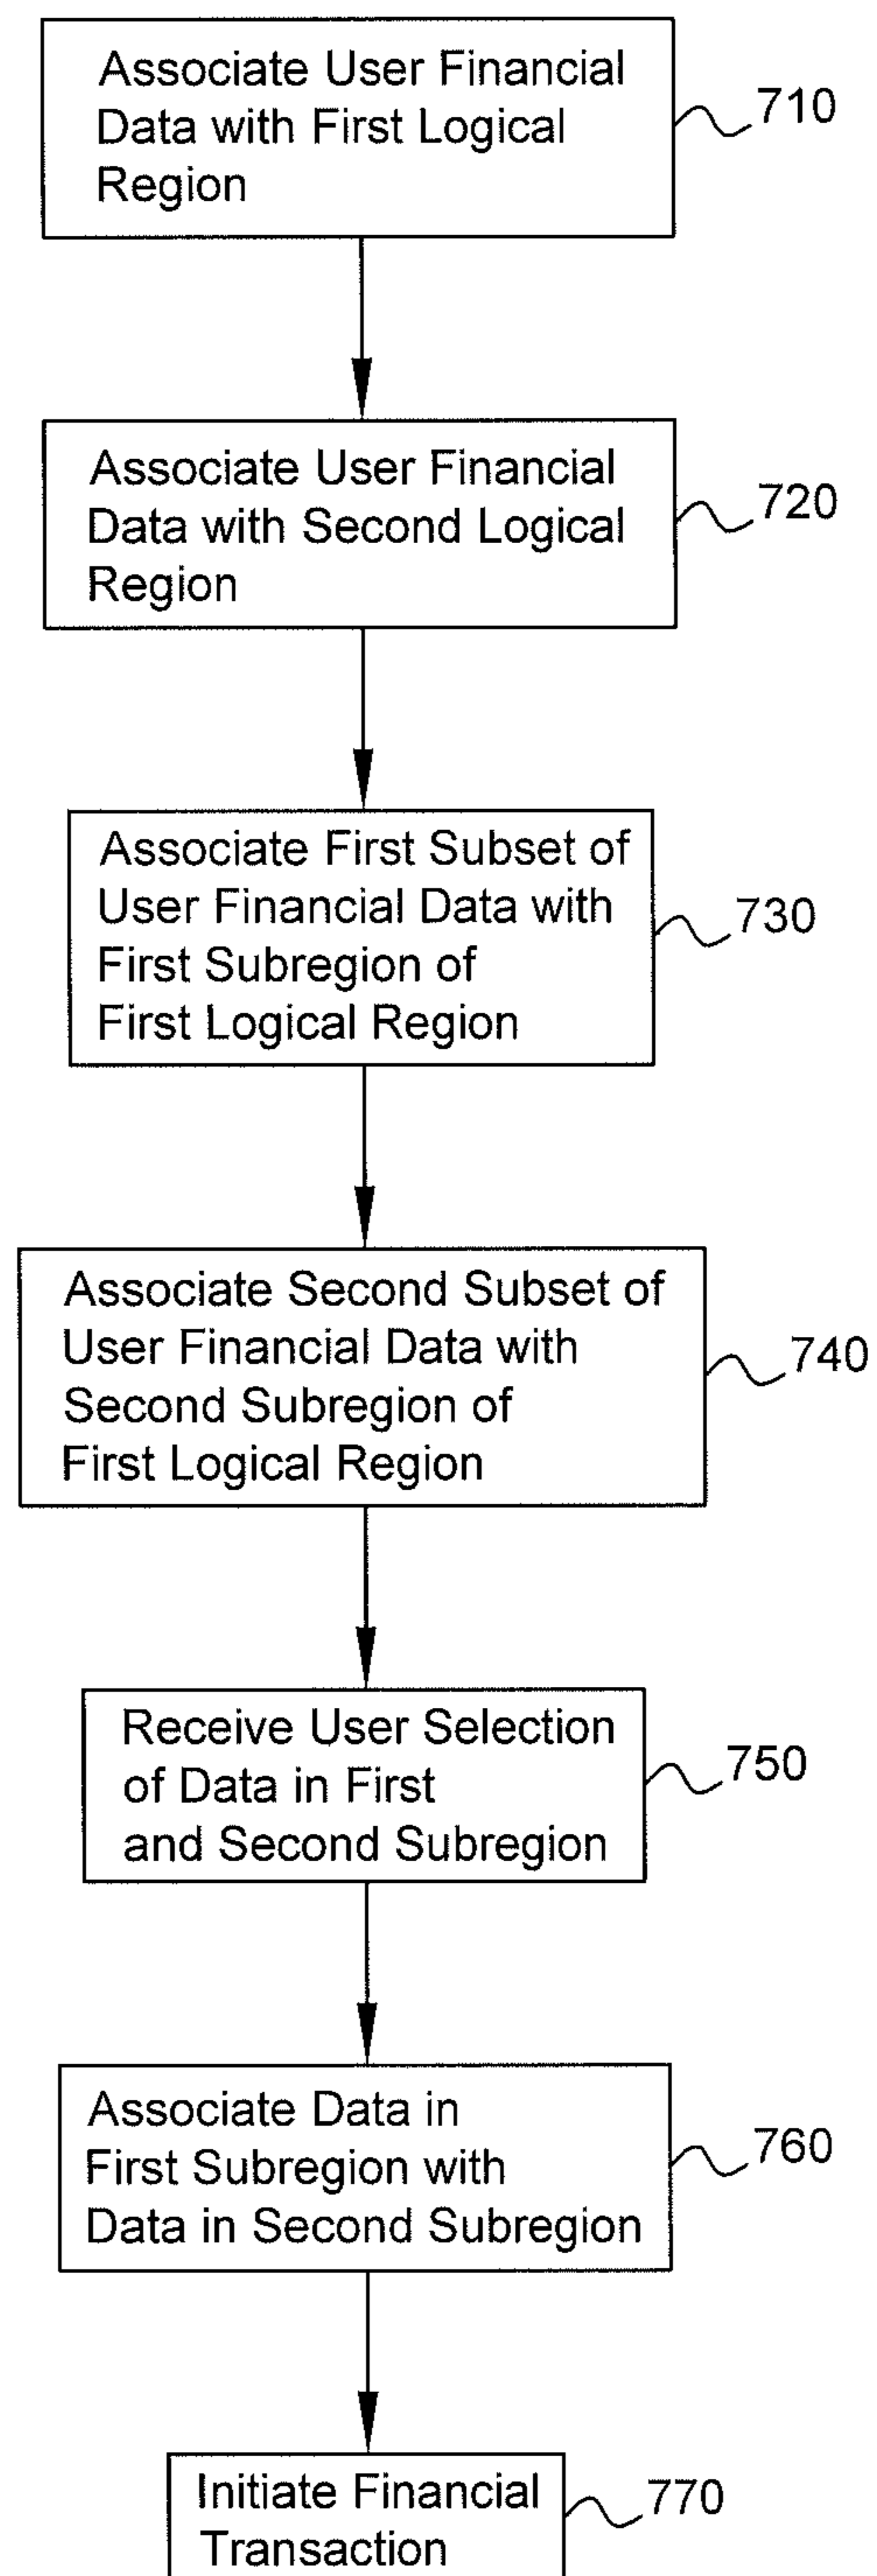 Associate User Financial
Data with First Logical
Region
710
Associate User Financial
Data with Second Logical
Region
720
Associate First Subset of
User Financial Data with
First Subregion of
First Logical Region
730
Associate Second Subset of
User Financial Data with
Second Subregion of
First Logical Region
740
Receive User Selection
of Data in First
and Second Subregion
750
Associate Data in
First Subregion with
Data in Second Subregion
760
Initiate Financial
Transaction
770